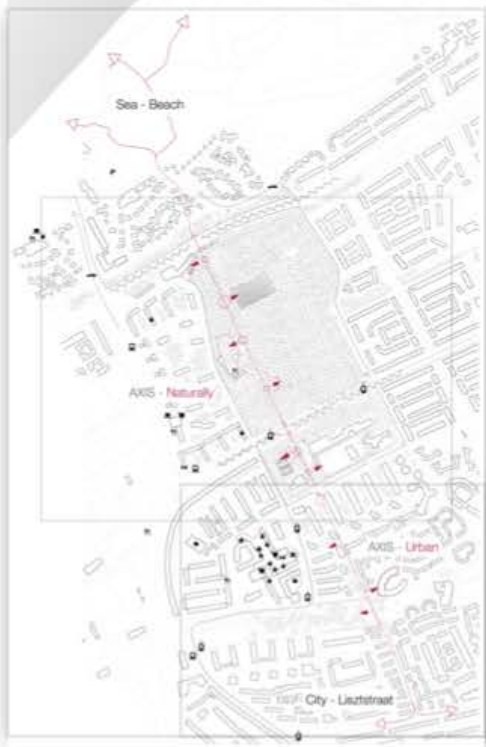 Sea - Beach
AXIS - Naturally
AXIS - Urban
City - Lisztstraat